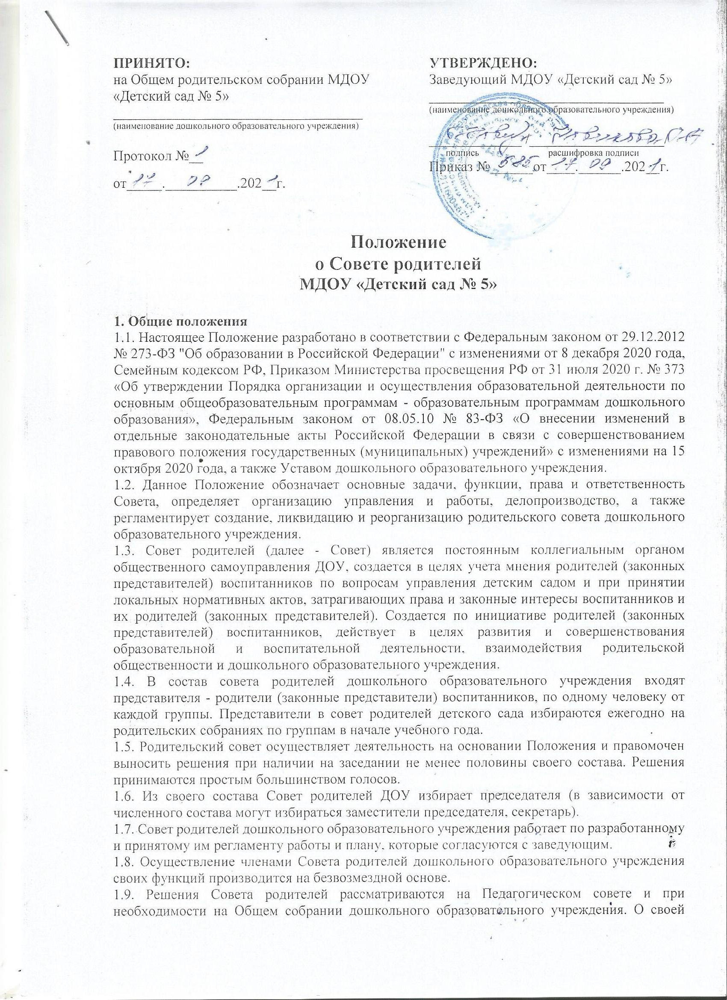 ПРИНЯТО:
на Общем родительском собрании МДОУ
«Детский сад № 5»
(наименование дошкольного образовательного учреждения)
Протокол № 1
от 17.09.2021г.
УТВЕРЖДЕНО:
Заведующий МДОУ «Детский сад № 5»
(наименование дошкольного образовательного учреждения)
подпись расшифровка подписи
Приказ № 585 от 17.09.2021г.
Положение
о Совете родителей
МДОУ «Детский сад № 5»
1. Общие положения
1.1. Настоящее Положение разработано в соответствии с Федеральным законом от 29.12.2012
№ 273-ФЗ "Об образовании в Российской Федерации" с изменениями от 8 декабря 2020 года,
Семейным кодексом РФ, Приказом Министерства просвещения РФ от 31 июля 2020 г. № 373
«Об утверждении Порядка организации и осуществления образовательной деятельности по
основным общеобразовательным программам - образовательным программам дошкольного
образования», Федеральным законом от 08.05.10 № 83-ФЗ «О внесении изменений в
отдельные законодательные акты Российской Федерации в связи с совершенствованием
правового положения государственных (муниципальных) учреждений» с изменениями на 15
октября 2020 года, а также Уставом дошкольного образовательного учреждения.
1.2. Данное Положение обозначает основные задачи, функции, права и ответственность
Совета, определяет организацию управления и работы, делопроизводство, а также
регламентирует создание, ликвидацию и реорганизацию родительского совета дошкольного
образовательного учреждения.
1.3. Совет родителей (далее - Совет) является постоянным коллегиальным органом
общественного самоуправления ДОУ, создается в целях учета мнения родителей (законных
представителей) воспитанников по вопросам управления детским садом и при принятии
локальных нормативных актов, затрагивающих права и законные интересы воспитанников и
их родителей (законных представителей). Создается по инициативе родителей (законных
представителей) воспитанников, действует в целях развития и совершенствования
образовательной и воспитательной деятельности, взаимодействия родительской
общественности и дошкольного образовательного учреждения.
1.4. В состав совета родителей дошкольного образовательного учреждения входят
представителя - родители (законные представители) воспитанников, по одному человеку от
каждой группы. Представители в совет родителей детского сада избираются ежегодно на
родительских собраниях по группам в начале учебного года.
1.5. Родительский совет осуществляет деятельность на основании Положения и правомочен
выносить решения при наличии на заседании не менее половины своего состава. Решения
принимаются простым большинством голосов.
1.6. Из своего состава Совет родителей ДОУ избирает председателя (в зависимости от
численного состава могут избираться заместители председателя, секретарь).
1.7. Совет родителей дошкольного образовательного учреждения работает по разработанному
и принятому им регламенту работы и плану, которые согласуются с заведующим.
1.8. Осуществление членами Совета родителей дошкольного образовательного учреждения
своих функций производится на безвозмездной основе.
1.9. Решения Совета родителей рассматриваются на Педагогическом совете и при
необходимости на Общем собрании дошкольного образовательного учреждения. О своей